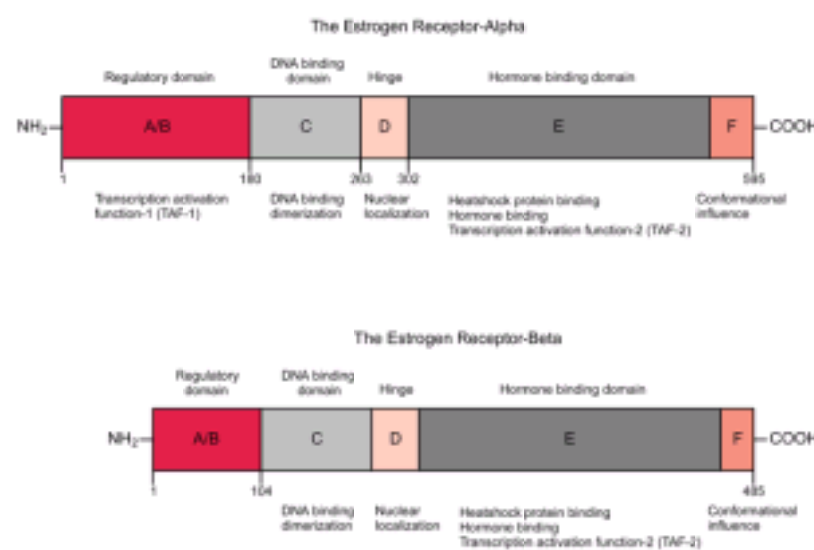 The Estrogen Receptor-Alpha
Regulatory domain
DNA binding
domain
Hinge
Hormone binding domain
NH2
A/B
C
D
E
F
COOH
1
180
263
302
595
Transcription activation
function-1 (TAF-1)
DNA binding
dimerization
Nuclear
localization
Heatshock protein binding
Hormone binding
Transcription activation function-2 (TAF-2)
Conformational
influence
The Estrogen Receptor-Beta
Regulatory
domain
DNA binding
domain
Hinge
Hormone binding domain
NH2
A/B
C
D
E
F
COOH
1
104
485
DNA binding
dimerization
Nuclear
localization
Heatshock protein binding
Hormone binding
Transcription activation function-2 (TAF-2)
Conformational
influence